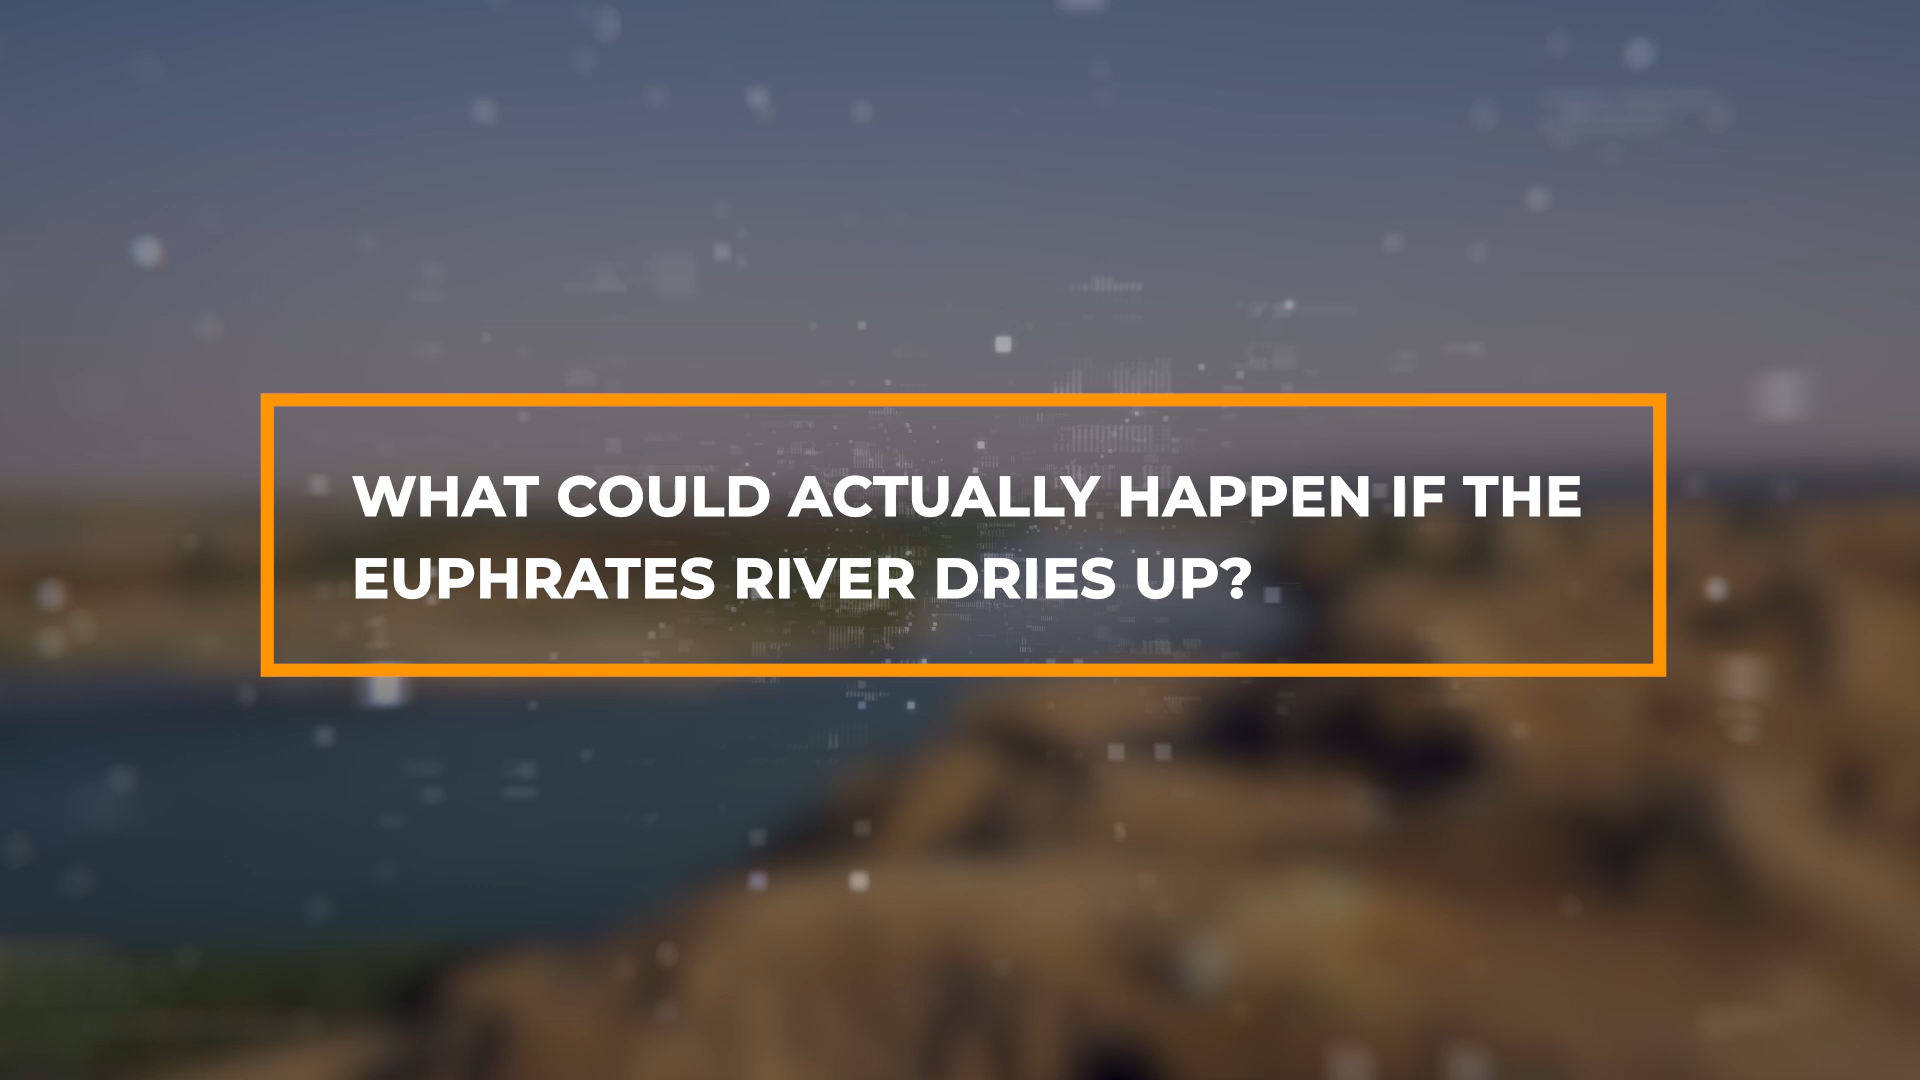 WHAT COULD ACTUALLY HAPPEN IF THE
EUPHRATES RIVER DRIES UP?